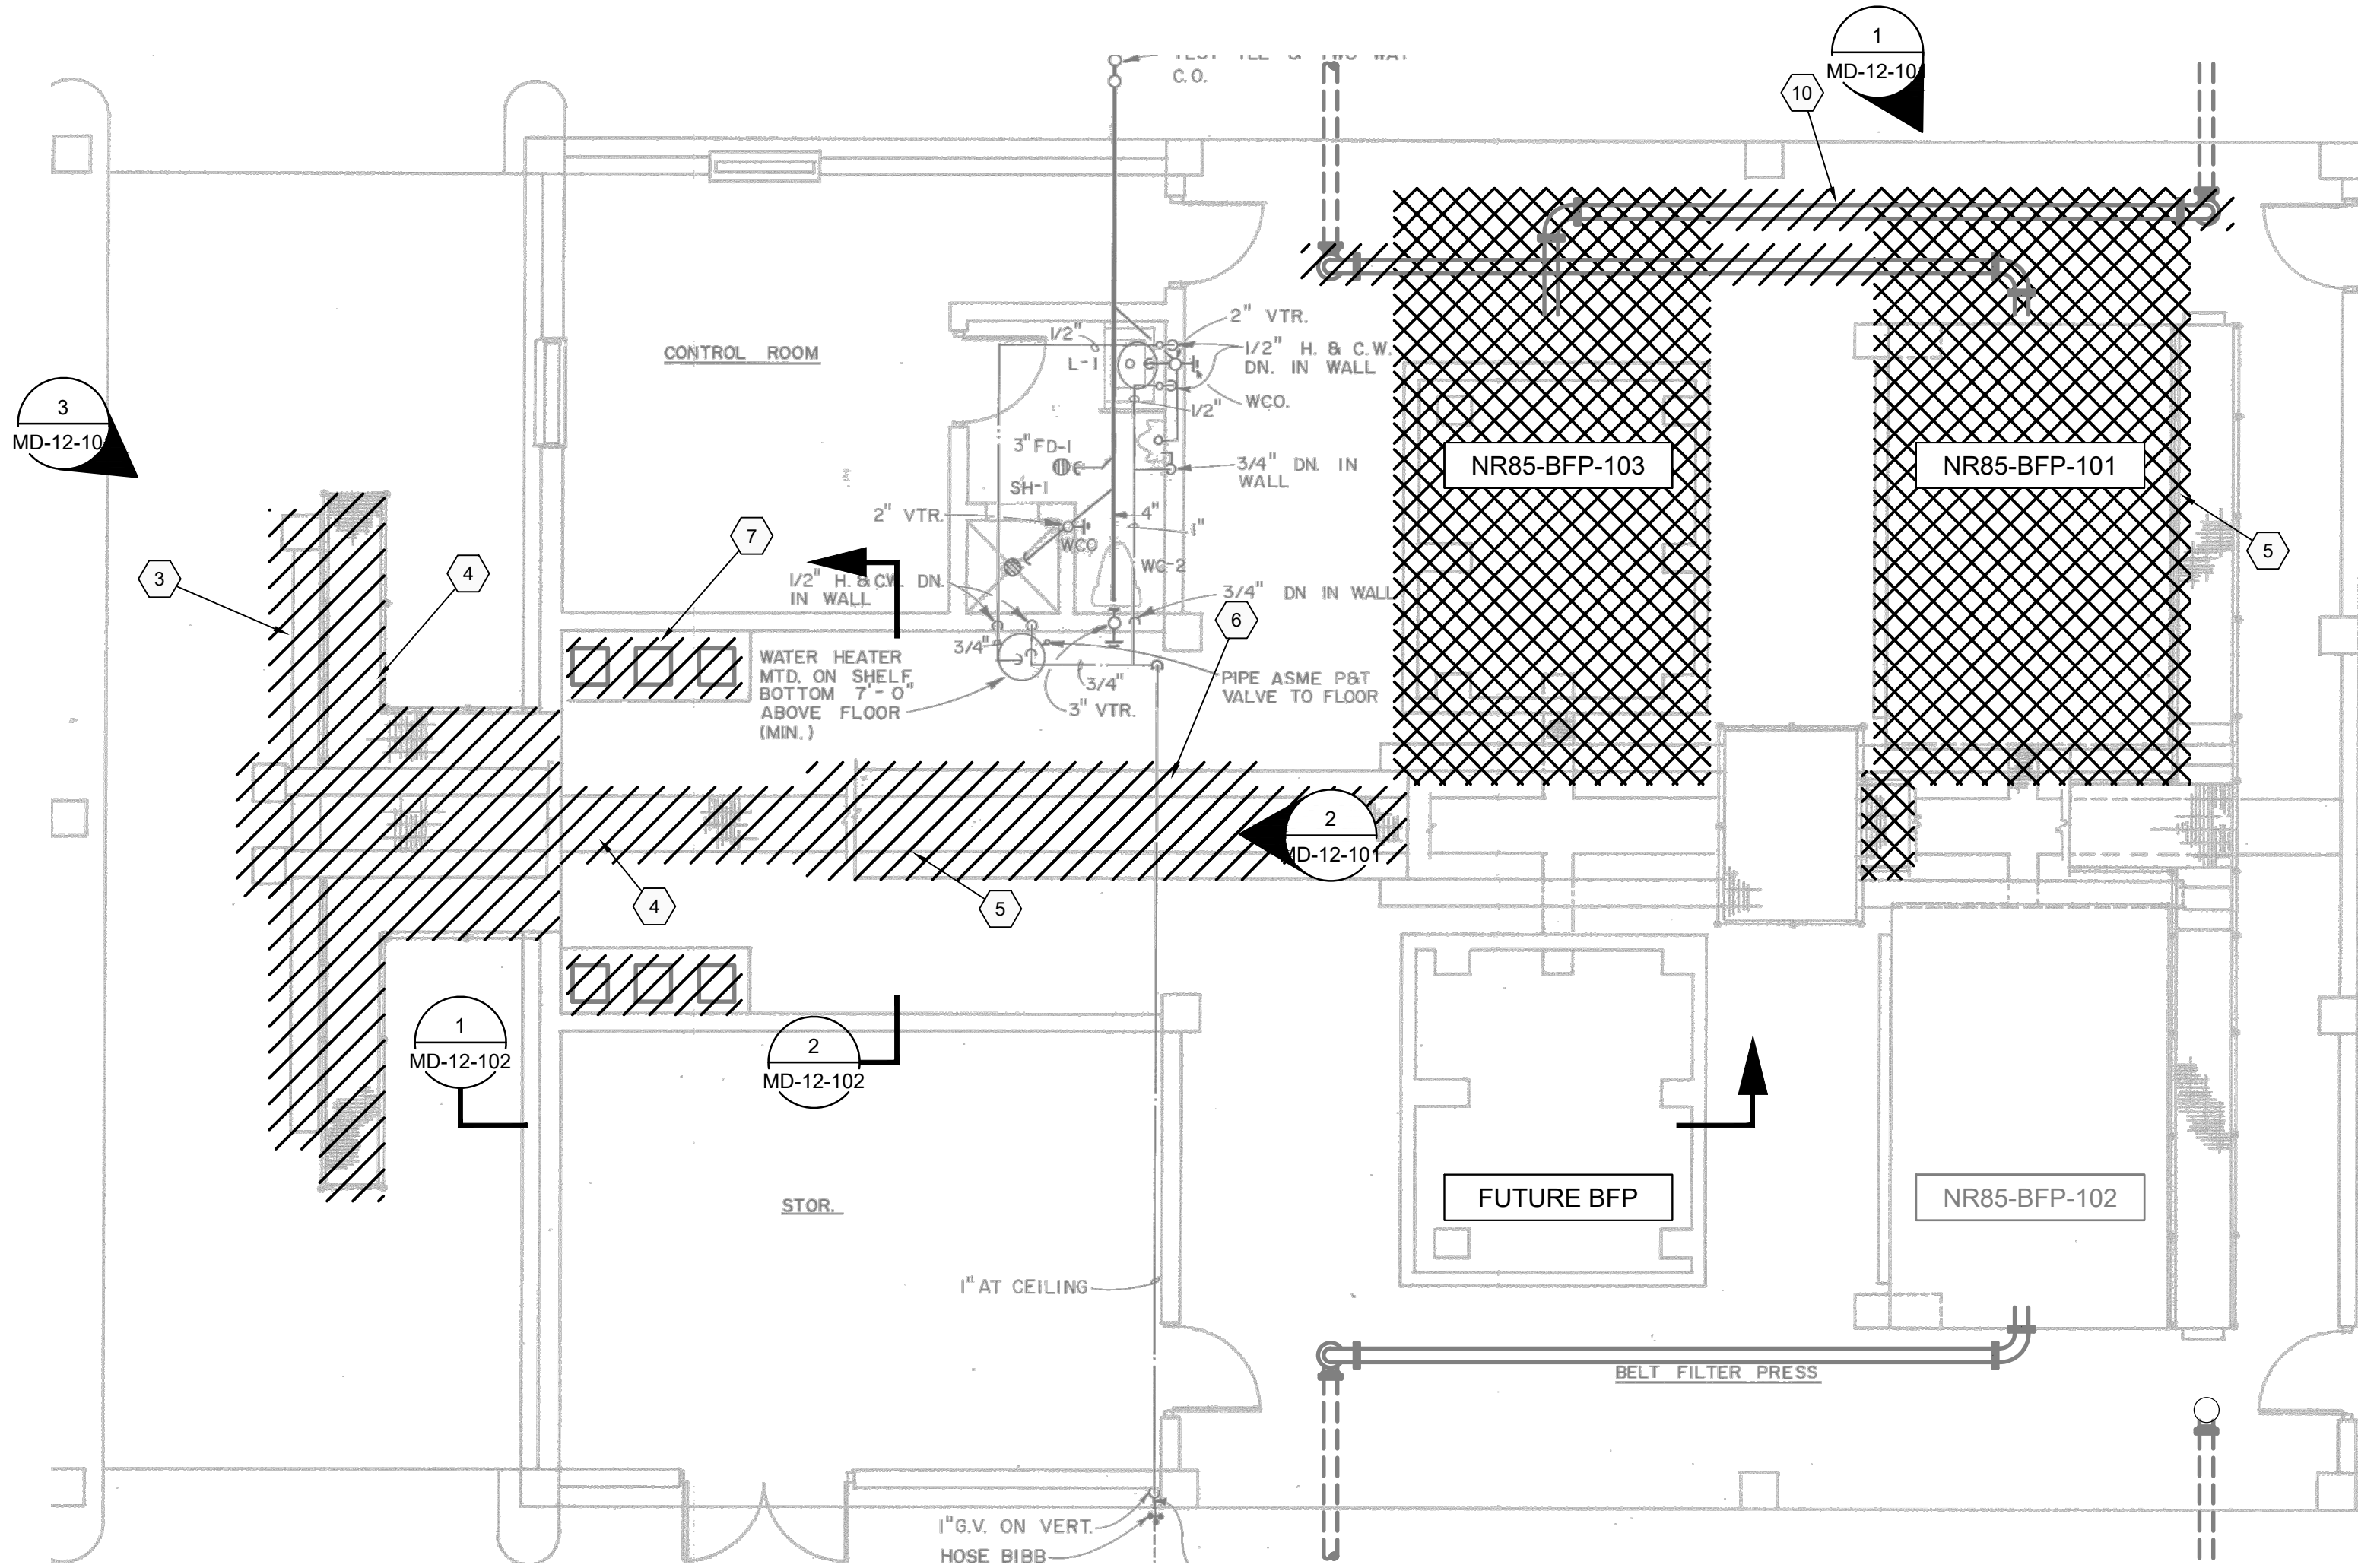 1
MD-12-101
10
C.O.
CONTROL ROOM
1/2"
L-1
2" VTR.
1/2" H. & C.W.
DN. IN WALL
WCO.
1/2"
3" FD-1
SH-1
3/4" DN. IN
WALL
2" VTR.
4"
1"
WCO
WC-2
1/2" H. & C.W. DN.
IN WALL
3/4" DN IN WALL
3/4"
WATER HEATER
MTD. ON SHELF
BOTTOM 7'-0"
ABOVE FLOOR
(MIN.)
3/4"
3" VTR.
PIPE ASME P&T
VALVE TO FLOOR
NR85-BFP-103
NR85-BFP-101
3
MD-12-10
3
4
7
6
5
2
MD-12-101
4
5
1
MD-12-102
2
MD-12-102
STOR.
FUTURE BFP
NR85-BFP-102
1" AT CEILING
BELT FILTER PRESS
1" G.V. ON VERT.
HOSE BIBB